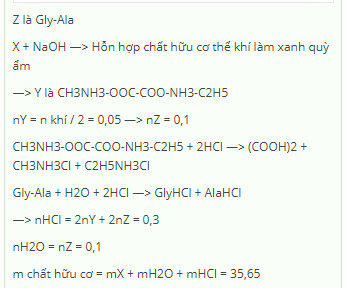 Z là Gly-Ala
X + NaOH —> Hỗn hợp chất hữu cơ thể khí làm xanh quỳ
ẩm
—> Y là CH3NH3-OOC-COO-NH3-C2H5
nY = n khí / 2 = 0,05 —> nZ = 0,1
CH3NH3-OOC-COO-NH3-C2H5 + 2HCl —> (COOH)2 +
CH3NH3Cl + C2H5NH3Cl
Gly-Ala + H2O + 2HCl —> GlyHCl + AlaHCl
—> nHCl = 2nY + 2nZ = 0,3
nH2O = nZ = 0,1
m chất hữu cơ = mX + mH2O + mHCl = 35,65